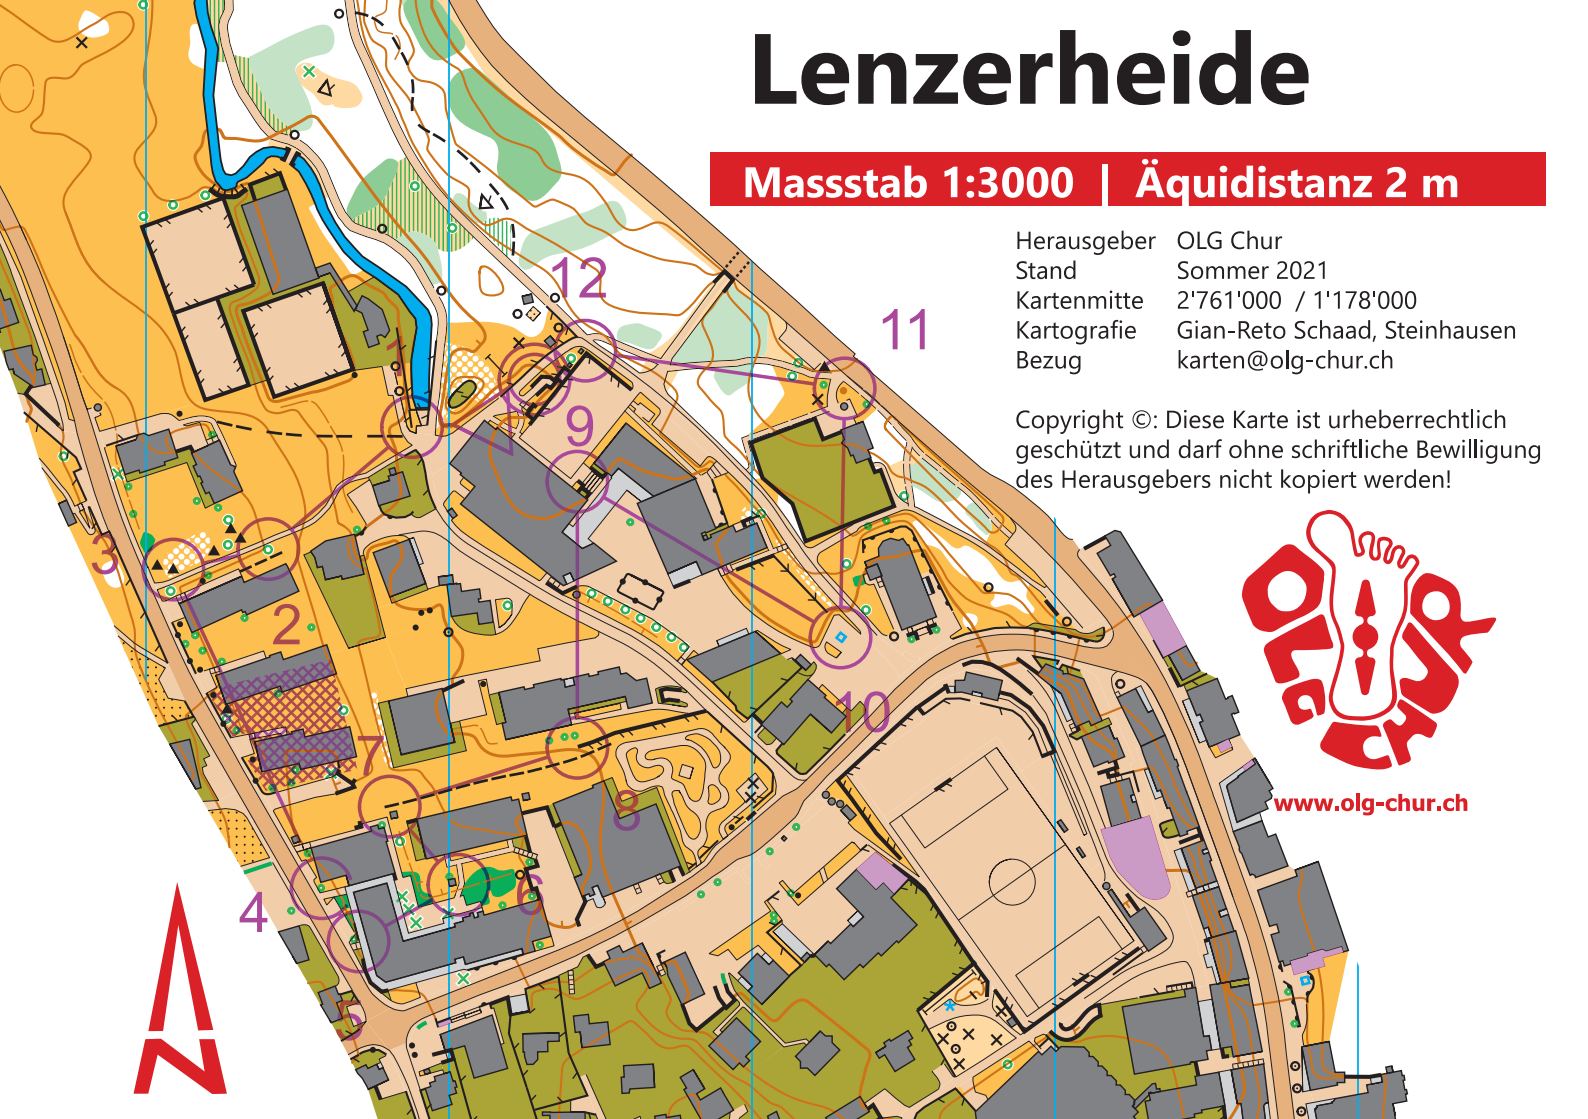 Lenzerheide
Massstab 1:3000 | Äquidistanz 2 m
Herausgeber OLG Chur
Stand Sommer 2021
Kartenmitte 2'761'000 / 1'178'000
Kartografie Gian-Reto Schaad, Steinhausen
Bezug karten@olg-chur.ch
Copyright ©: Diese Karte ist urheberrechtlich
geschützt und darf ohne schriftliche Bewilligung
des Herausgebers nicht kopiert werden!
OLG CHUR
www.olg-chur.ch
12
11
1
9
3
2
10
7
8
6
4
5
N